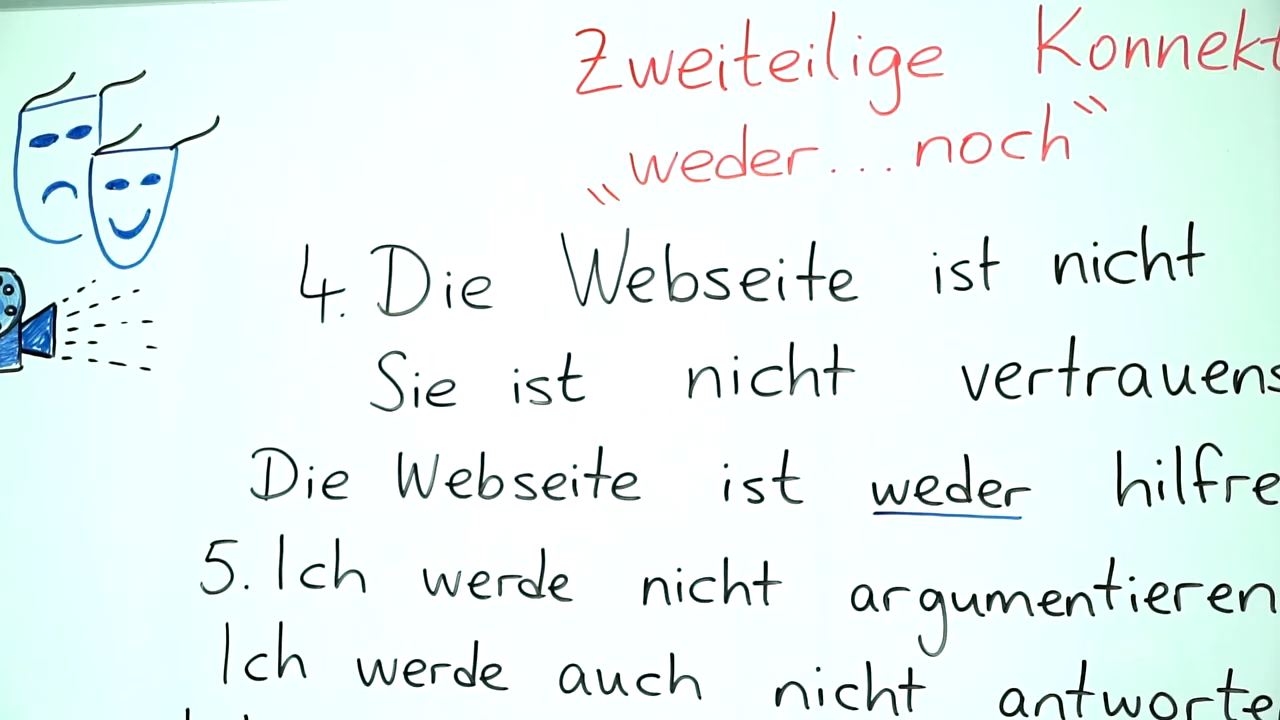 Zweiteilige Konnekt
„weder...noch“
4. Die Webseite ist nicht
Sie ist nicht vertrauens
Die Webseite ist weder hilfre
5. Ich werde nicht argumentieren
Ich werde auch nicht antworte